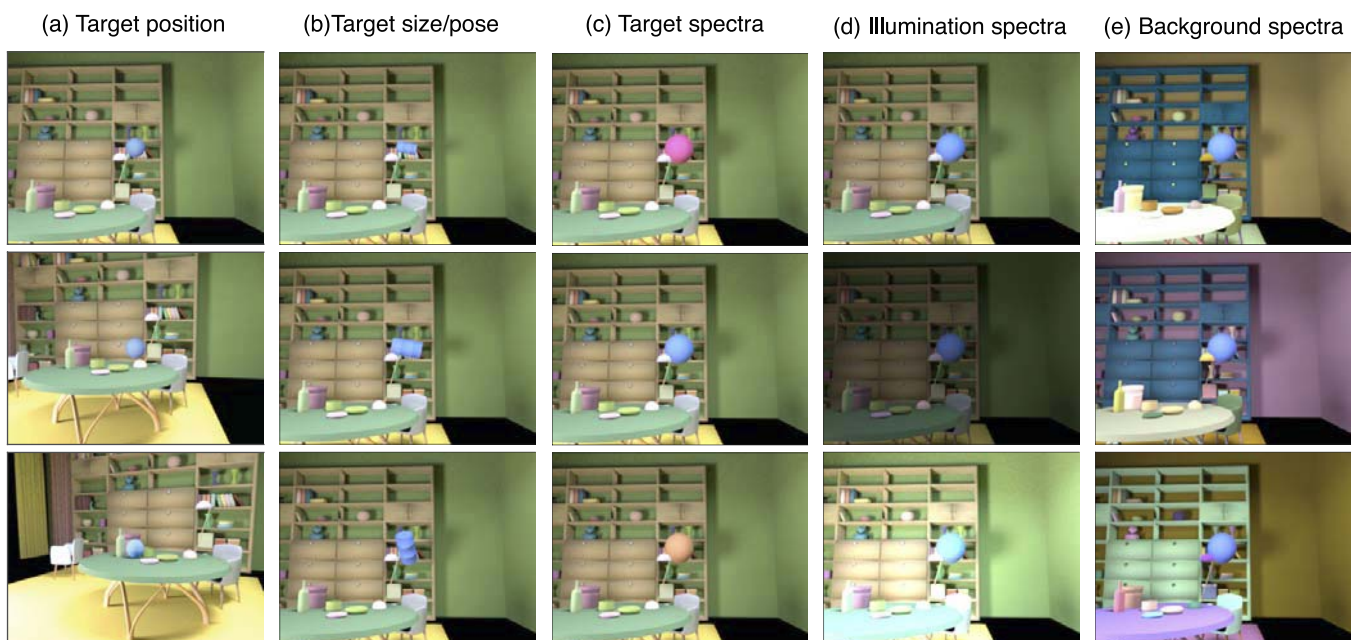 (a) Target position
(b)Target size/pose
(c) Target spectra
(d) Illumination spectra
(e) Background spectra